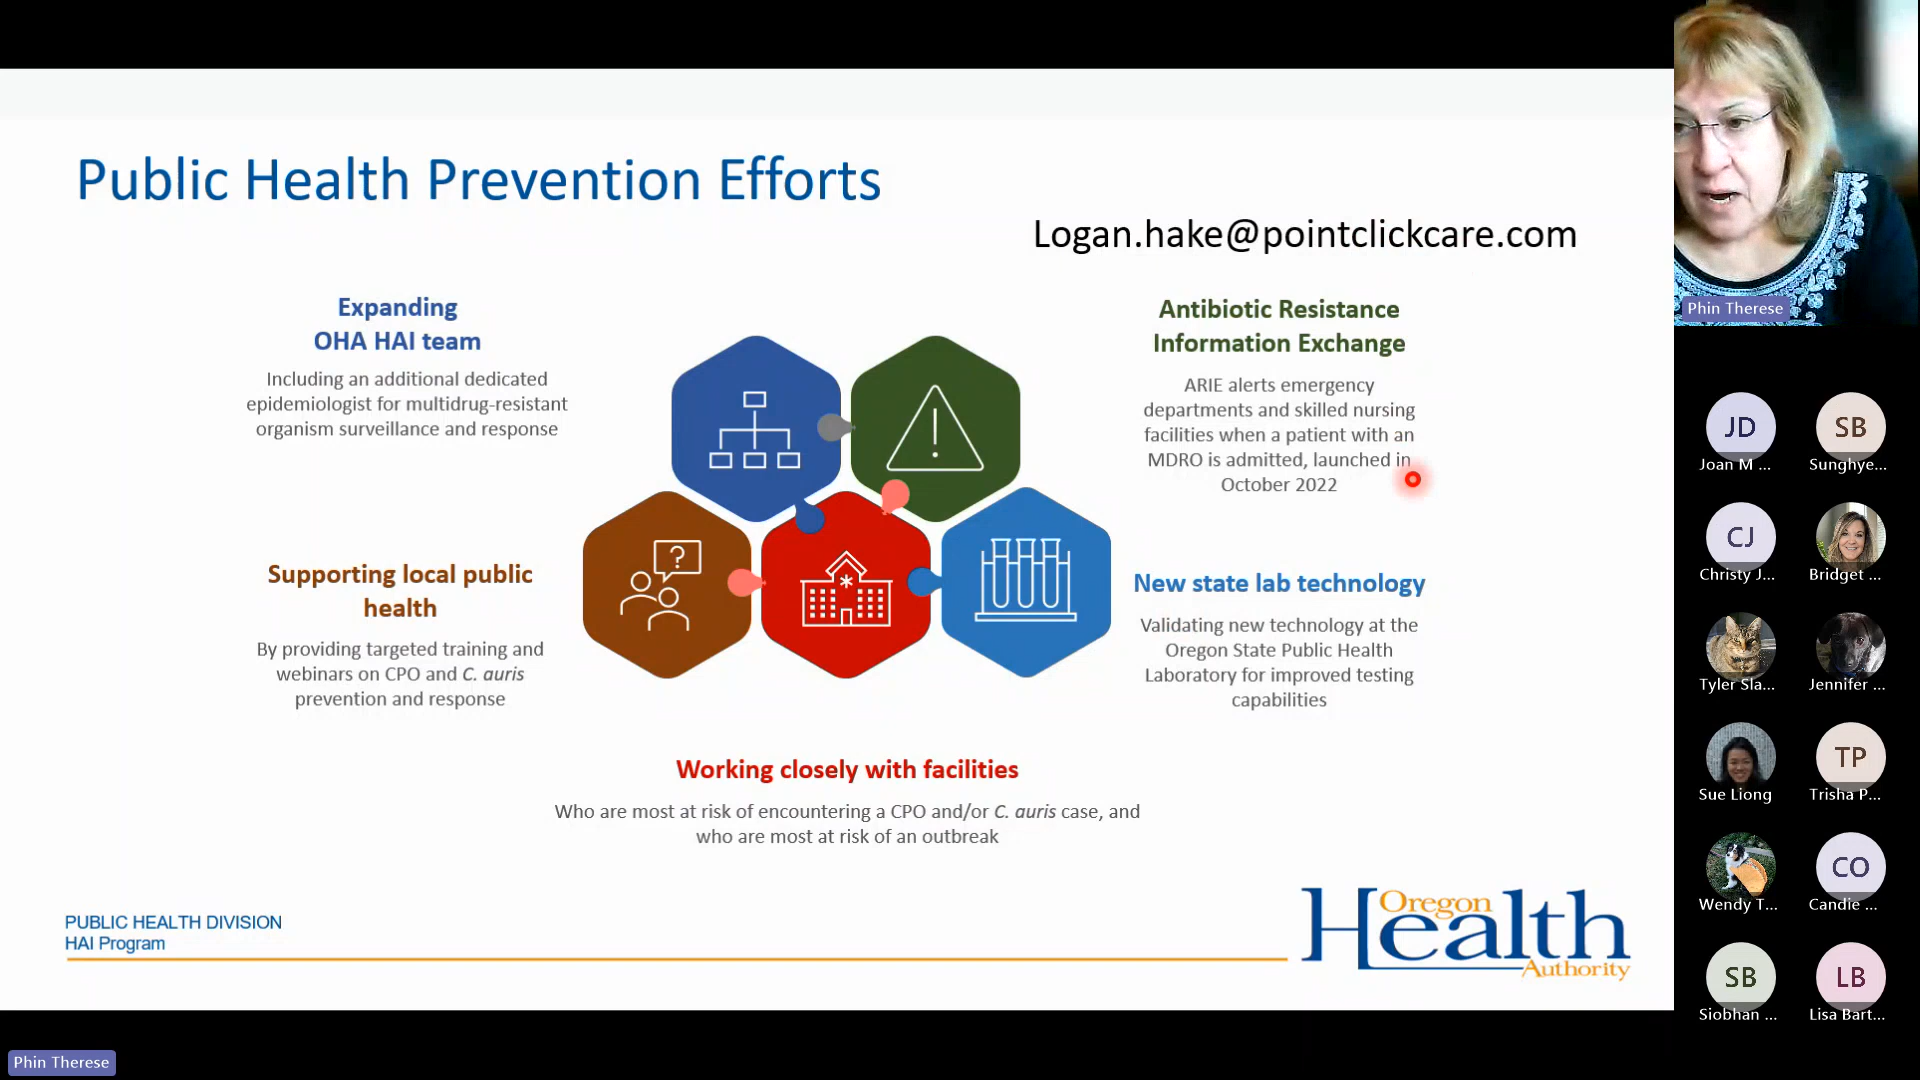 Public Health Prevention Efforts
Logan.hake@pointclickcare.com
Expanding
OHA HAI team
Including an additional dedicated
epidemiologist for multidrug-resistant
organism surveillance and response
Antibiotic Resistance
Information Exchange
ARIE alerts emergency
departments and skilled nursing
facilities when a patient with an
MDRO is admitted, launched in
October 2022
?
Supporting local public
health
By providing targeted training and
webinars on CPO and C. auris
prevention and response
New state lab technology
Validating new technology at the
Oregon State Public Health
Laboratory for improved testing
capabilities
Working closely with facilities
Who are most at risk of encountering a CPO and/or C. auris case, and
who are most at risk of an outbreak
PUBLIC HEALTH DIVISION
HAI Program
Oregon
Health
Authority
Phin Therese
Phin Therese
JD
Joan M ...
SB
Sunghye...
CJ
Christy J...
Bridget ...
Tyler Sla...
Jennifer ...
Sue Liong
TP
Trisha P...
Wendy T...
CO
Candie ...
SB
Siobhan ...
LB
Lisa Bart...